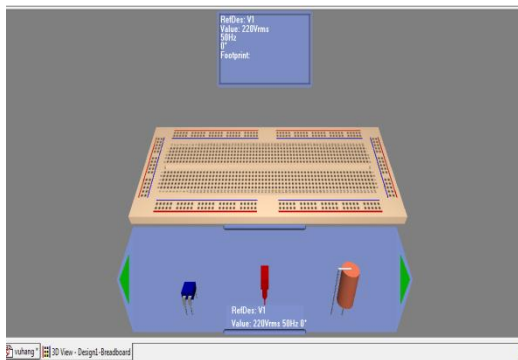 RefDes: V1
Value: 220Vrms
50Hz
0°
Footprint:
RefDes: V1
Value: 220Vrms 50Hz 0°
vuhang * 3D View - Design1-Breadboard